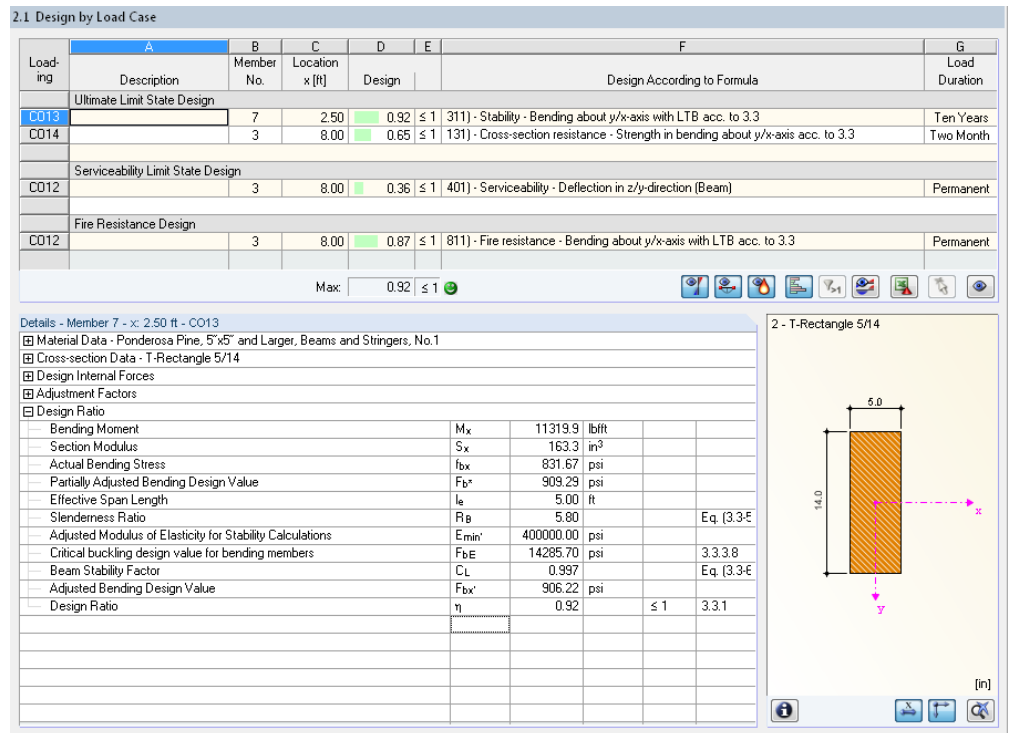 2.1 Design by Load Case
A B C D E F G
Load- Member Location Load
ing Description No. x [ft] Design Design According to Formula Duration
Ultimate Limit State Design
CO13 7 2.50 0.92 ≤ 1 311) - Stability - Bending about y/x-axis with LTB acc. to 3.3 Ten Years
CO14 3 8.00 0.65 ≤ 1 131) - Cross-section resistance - Strength in bending about y/x-axis acc. to 3.3 Two Month
Serviceability Limit State Design
CO12 3 8.00 0.36 ≤ 1 401) - Serviceability - Deflection in z/y-direction (Beam) Permanent
Fire Resistance Design
CO12 3 8.00 0.87 ≤ 1 811) - Fire resistance - Bending about y/x-axis with LTB acc. to 3.3 Permanent
Max: 0.92 ≤ 1
Details - Member 7 - x: 2.50 ft - CO13
Material Data - Ponderosa Pine, 5"x5" and Larger, Beams and Stringers, No.1
Cross-section Data - T-Rectangle 5/14
Design Internal Forces
Adjustment Factors
Design Ratio
Bending Moment Mx 11319.9 lbfft
Section Modulus Sx 163.3 in³
Actual Bending Stress fbx 831.67 psi
Partially Adjusted Bending Design Value Fb* 909.29 psi
Effective Span Length le 5.00 ft
Slenderness Ratio RB 5.80 Eq. (3.3-5
Adjusted Modulus of Elasticity for Stability Calculations Emin' 400000.00 psi
Critical buckling design value for bending members FbE 14285.70 psi 3.3.3.8
Beam Stability Factor CL 0.997 Eq. (3.3-6
Adjusted Bending Design Value Fbx' 906.22 psi
Design Ratio η 0.92 ≤ 1 3.3.1
2 - T-Rectangle 5/14
5.0
14.0
x
y
[in]